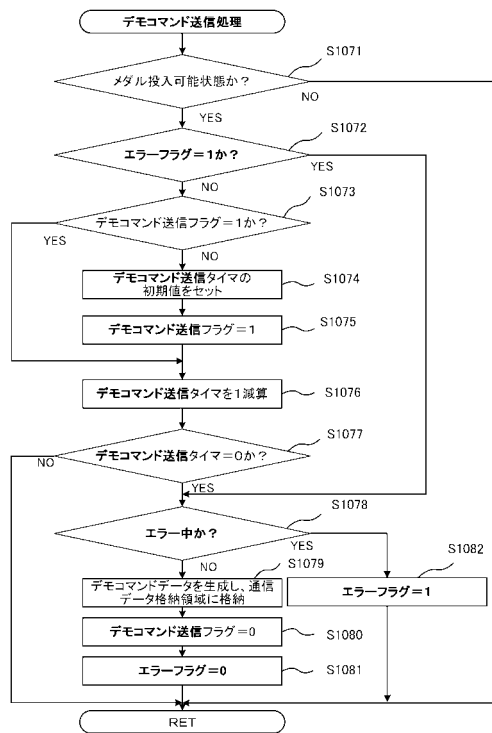 デモコマンド送信処理
S1071
メダル投入可能状態か?
NO
YES
S1072
エラーフラグ=1か?
YES
NO
S1073
デモコマンド送信フラグ=1か?
YES
NO
デモコマンド送信タイマの
初期値をセット
S1074
デモコマンド送信フラグ=1
S1075
デモコマンド送信タイマを1減算
S1076
S1077
デモコマンド送信タイマ=0か?
NO
YES
S1078
エラー中か?
YES
NO
S1079
S1082
デモコマンドデータを生成し、通信
データ格納領域に格納
エラーフラグ=1
デモコマンド送信フラグ=0
S1080
エラーフラグ=0
S1081
RET